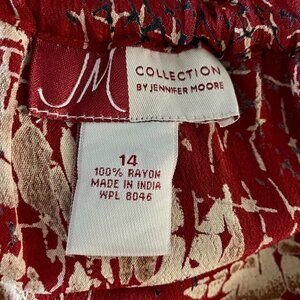 JM
COLLECTION
BY JENNIFER MOORE
14
100% RAYON
MADE IN INDIA
WPL 8046